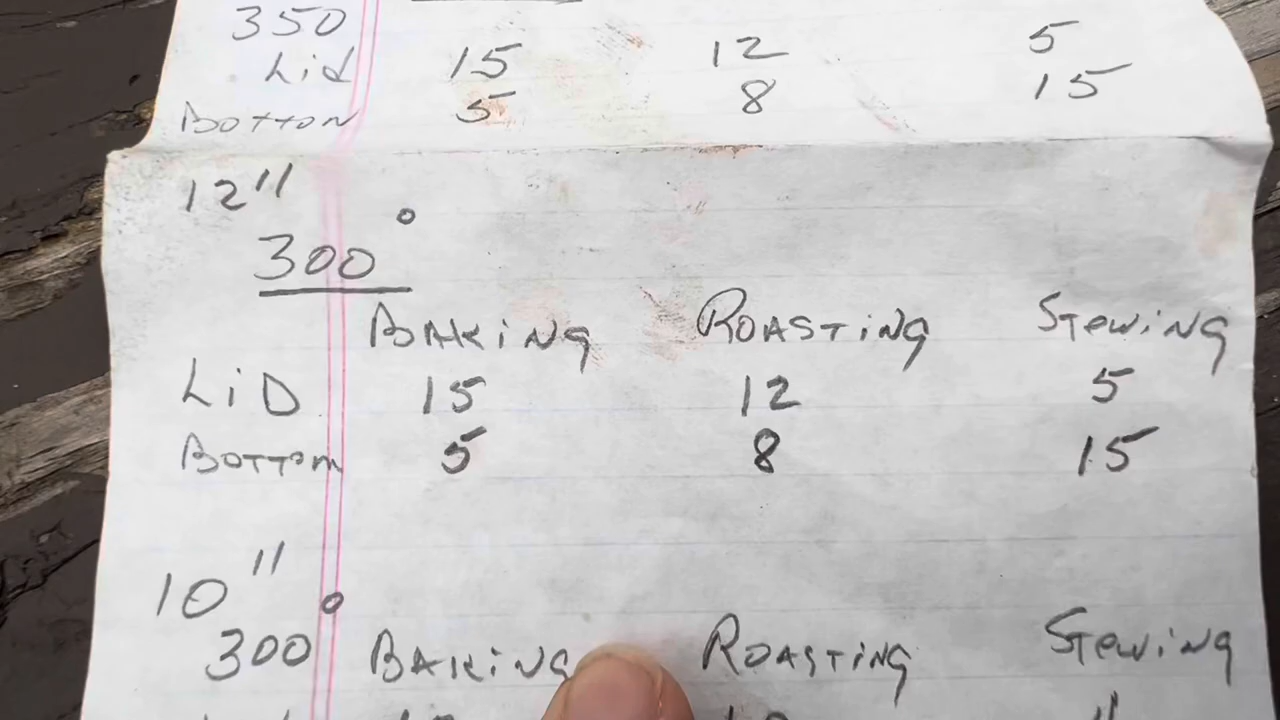 350
Lid 15 12 5
Botton 5 8 15
12"
300°
BAKiNg ROASTiNg STewiNg
LiD 15 12 5
BoTTom 5 8 15
10"
300° BAKiNg ROASTiNg STewiNg